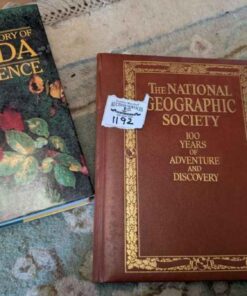 ORY OF
DA
ENCE
1192
THE NATIONAL
GEOGRAPHIC
SOCIETY
100
YEARS
OF
ADVENTURE
AND
DISCOVERY